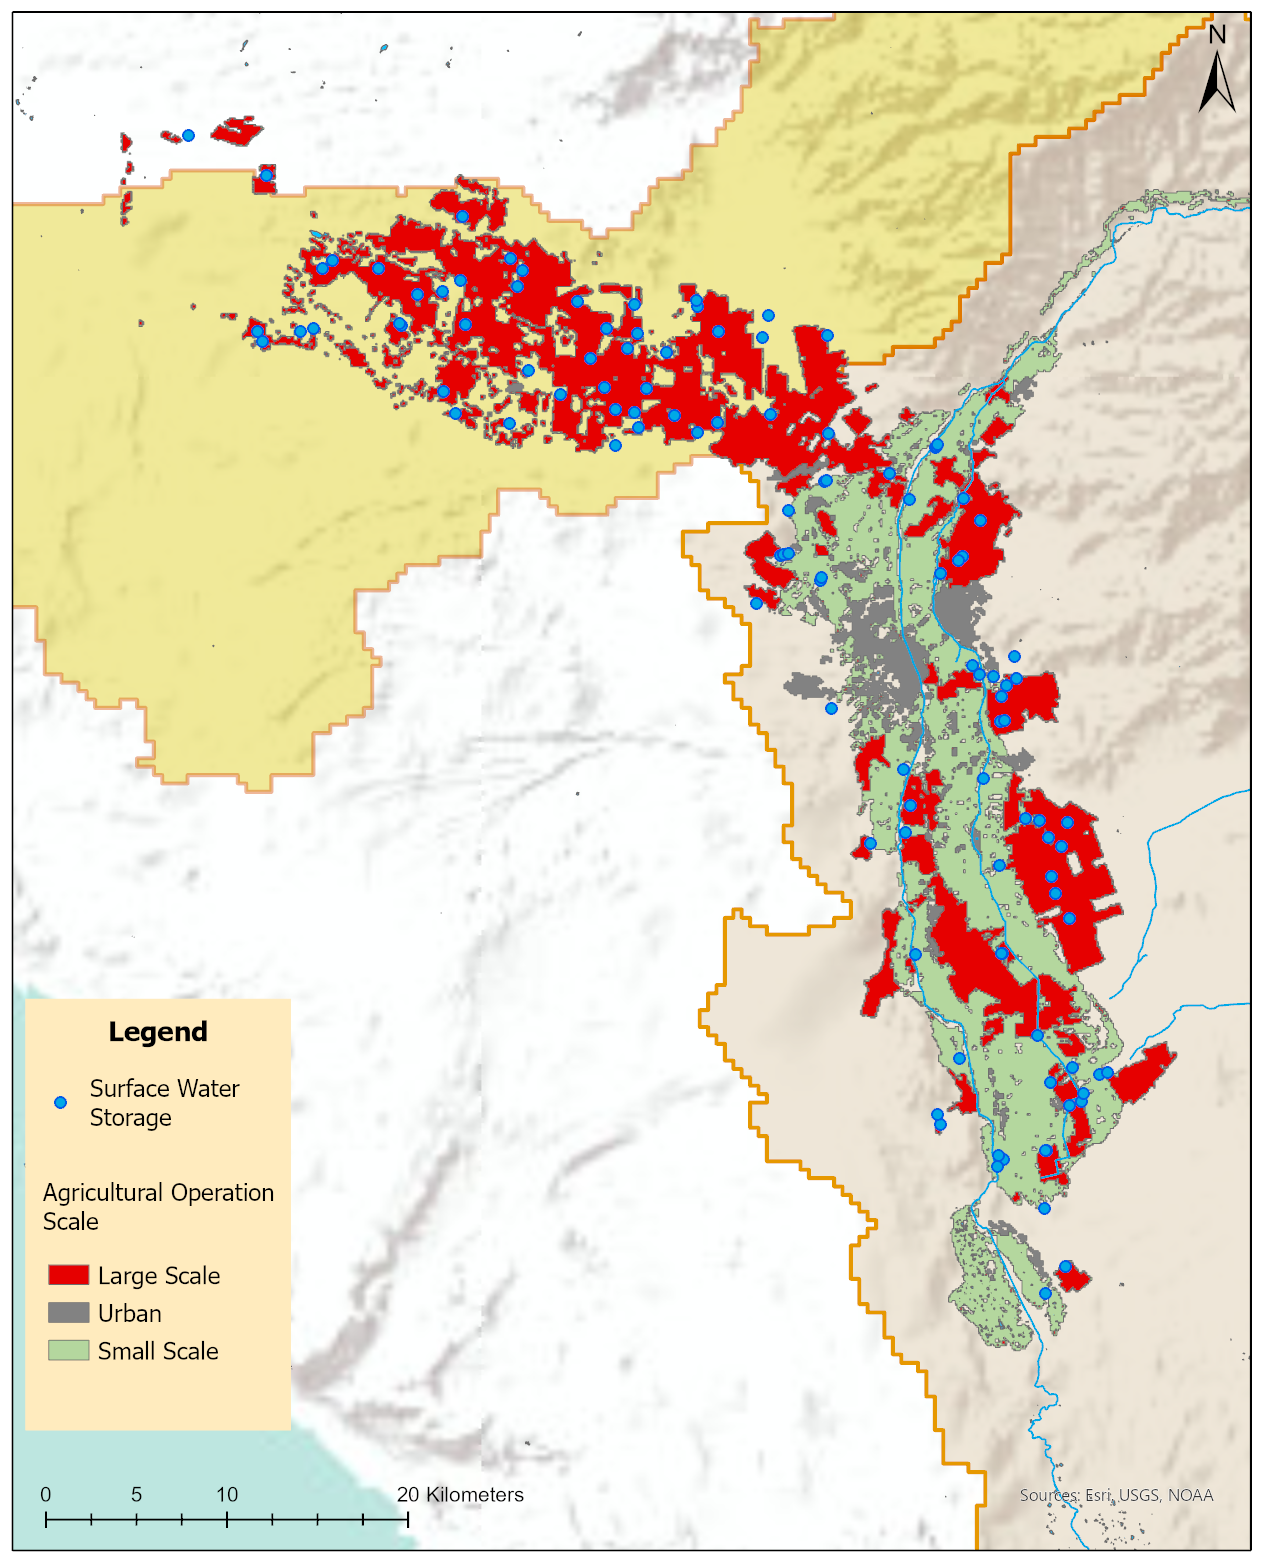 N
Legend
Surface Water
Storage
Agricultural Operation
Scale
Large Scale
Urban
Small Scale
0 5 10 20 Kilometers
Sources: Esri, USGS, NOAA